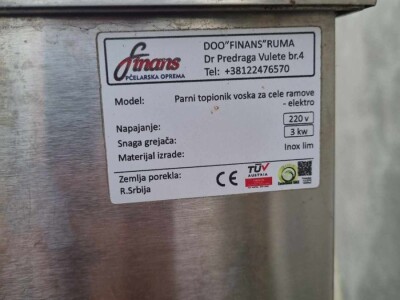 finans
PČELARSKA OPREMA
DOO"FINANS"RUMA
Dr Predraga Vulete br.4
Tel: +38122476570
Model: Parni topionik voska za cele ramove
- elektro
Napajanje: 220 v
Snaga grejača: 3 kw
Materijal izrade: Inox lim
Zemlja porekla:
R.Srbija
CE
TÜV
AUSTRIA